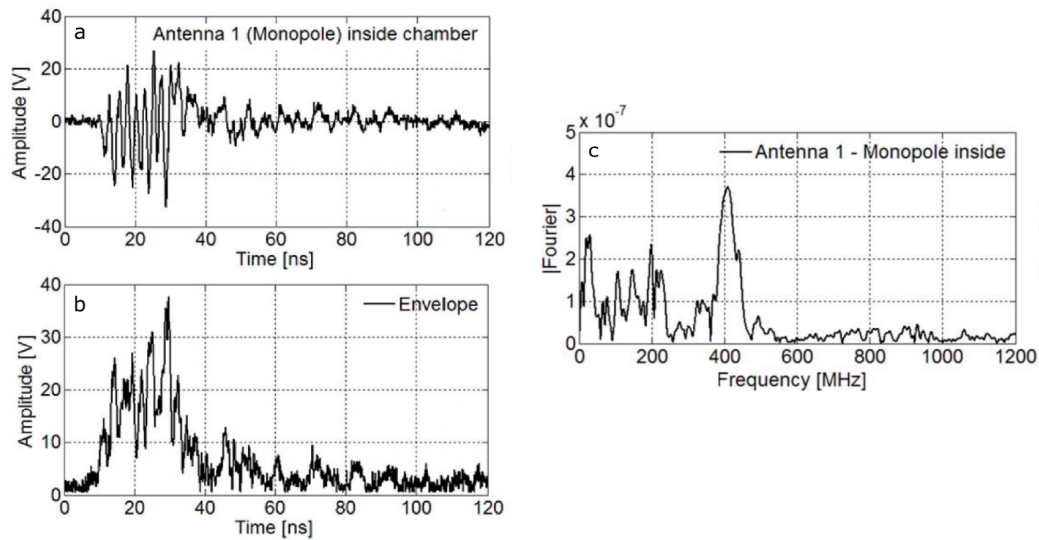 a
Antenna 1 (Monopole) inside chamber
Amplitude [V]
40
20
0
-20
-40
0 20 40 60 80 100 120
Time [ns]
b
Envelope
Amplitude [V]
40
30
20
10
0
0 20 40 60 80 100 120
Time [ns]
x 10^-7
c
Antenna 1 - Monopole inside
|Fourier|
5
4
3
2
1
0
0 200 400 600 800 1000 1200
Frequency [MHz]